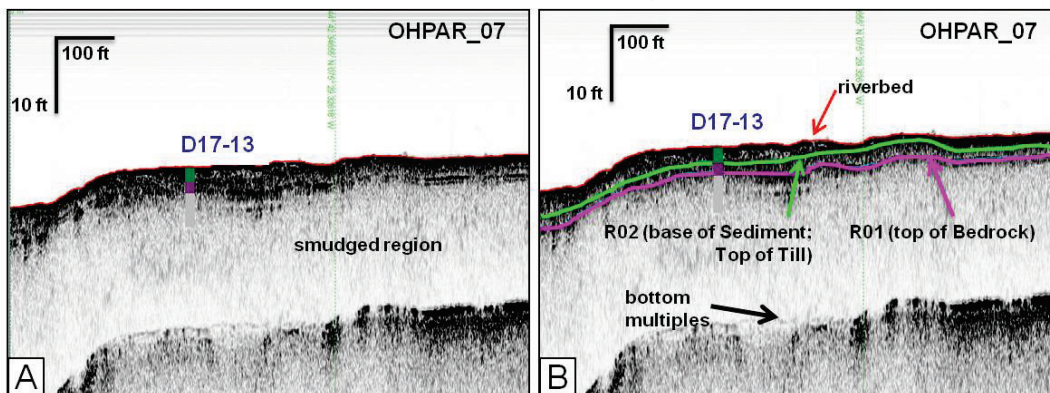 100 ft
OHPAR_07
10 ft
D17-13
smudged region
A
100 ft
OHPAR_07
10 ft
riverbed
D17-13
R02 (base of Sediment;
Top of Till)
R01 (top of Bedrock)
bottom
multiples
B